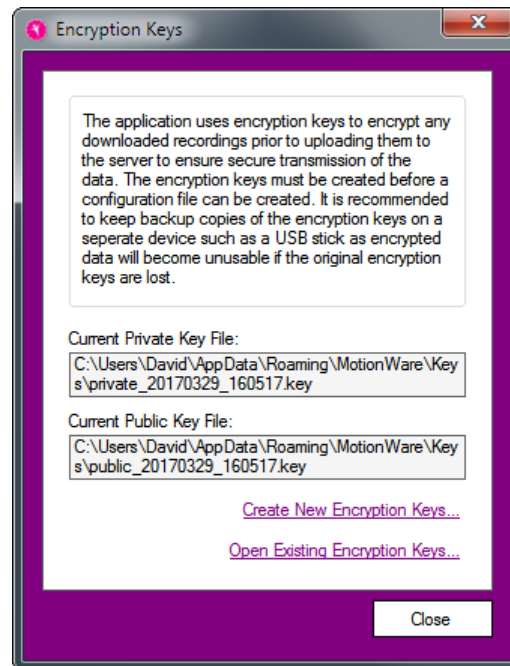 Encryption Keys
The application uses encryption keys to encrypt any
downloaded recordings prior to uploading them to
the server to ensure secure transmission of the
data. The encryption keys must be created before a
configuration file can be created. It is recommended
to keep backup copies of the encryption keys on a
seperate device such as a USB stick as encrypted
data will become unusable if the original encryption
keys are lost.
Current Private Key File:
C:\Users\David\AppData\Roaming\MotionWare\Key
s\private_20170329_160517.key
Current Public Key File:
C:\Users\David\AppData\Roaming\MotionWare\Key
s\public_20170329_160517.key
Create New Encryption Keys...
Open Existing Encryption Keys...
Close